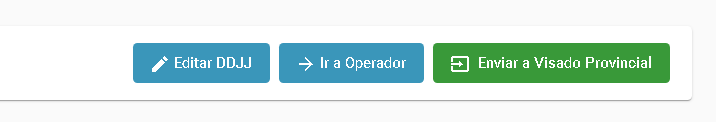 Editar DDJJ
Ir a Operador
Enviar a Visado Provincial